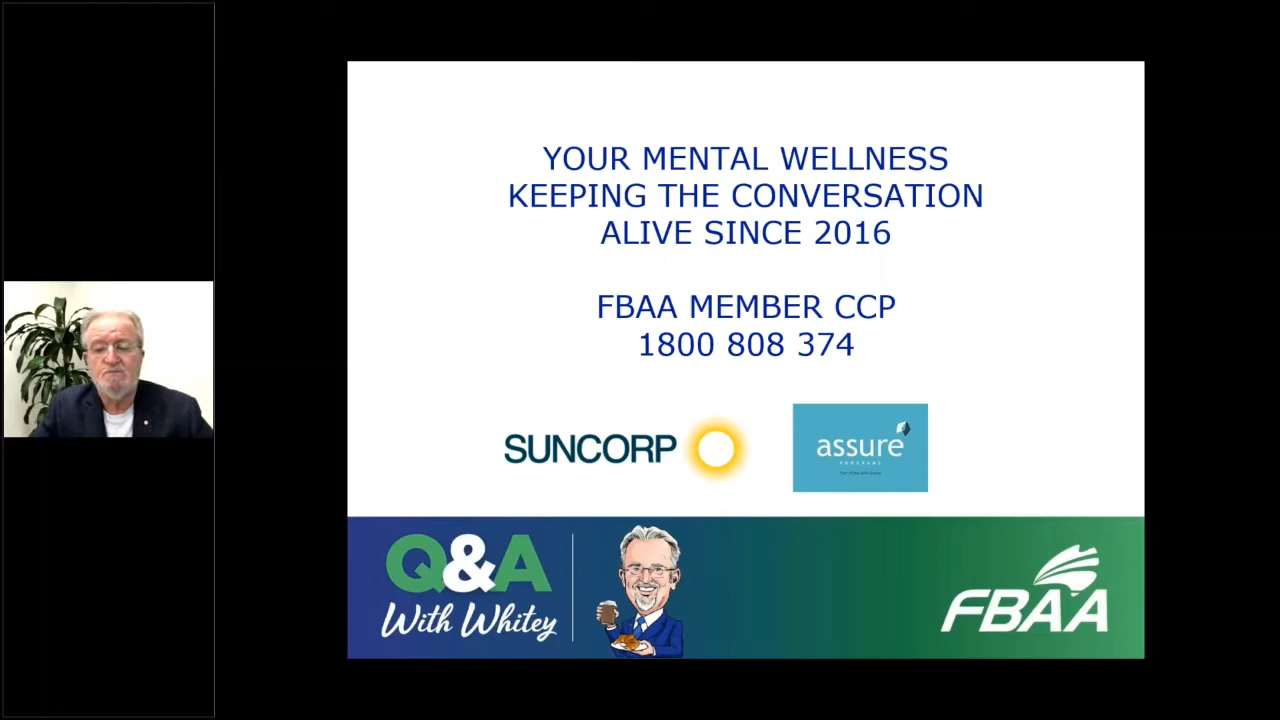 YOUR MENTAL WELLNESS
KEEPING THE CONVERSATION
ALIVE SINCE 2016
FBAA MEMBER CCP
1800 808 374
SUNCORP
assure
PROGRAMS
Q&A
With Whitey
FBAA